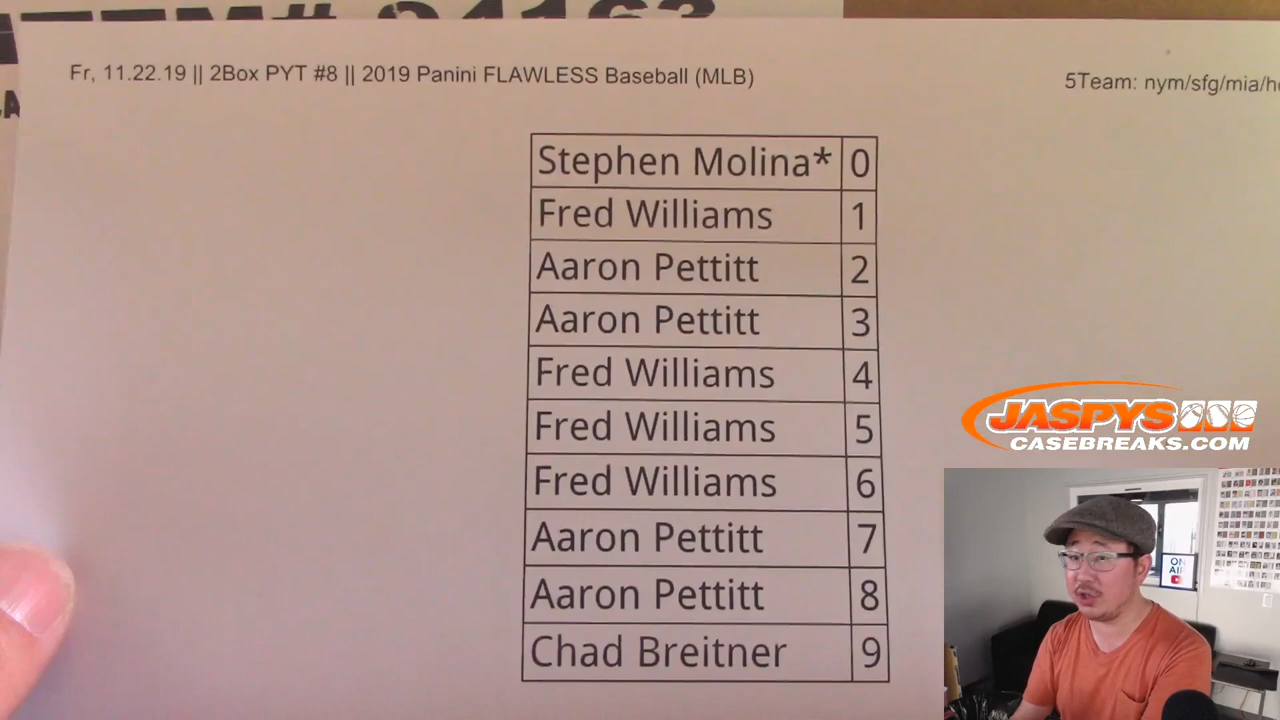 Fr, 11.22.19 || 2Box PYT #8 || 2019 Panini FLAWLESS Baseball (MLB)
5Team: nym/sfg/mia/h
Stephen Molina* 0
Fred Williams 1
Aaron Pettitt 2
Aaron Pettitt 3
Fred Williams 4
Fred Williams 5
Fred Williams 6
Aaron Pettitt 7
Aaron Pettitt 8
Chad Breitner 9
JASPYS
CASEBREAKS.COM
ON
AIR